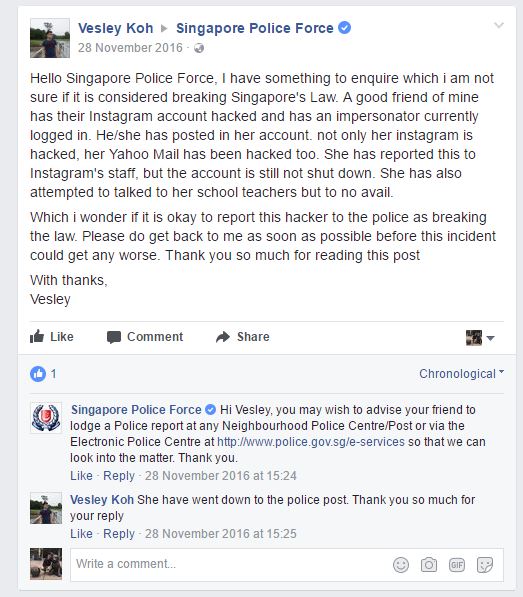 Vesley Koh ▸ Singapore Police Force
28 November 2016 ·
Hello Singapore Police Force, I have something to enquire which i am not
sure if it is considered breaking Singapore's Law. A good friend of mine
has their Instagram account hacked and has an impersonator currently
logged in. He/she has posted in her account. not only her instagram is
hacked, her Yahoo Mail has been hacked too. She has reported this to
Instagram's staff, but the account is still not shut down. She has also
attempted to talked to her school teachers but to no avail.
Which i wonder if it is okay to report this hacker to the police as breaking
the law. Please do get back to me as soon as possible before this incident
could get any worse. Thank you so much for reading this post
With thanks,
Vesley
Like Comment Share
1 Chronological
Singapore Police Force Hi Vesley, you may wish to advise your friend to
lodge a Police report at any Neighbourhood Police Centre/Post or via the
Electronic Police Centre at http://www.police.gov.sg/e-services so that we can
look into the matter. Thank you.
Like · Reply · 28 November 2016 at 15:24
Vesley Koh She have went down to the police post. Thank you so much for
your reply
Like · Reply · 28 November 2016 at 15:25
Write a comment... GIF